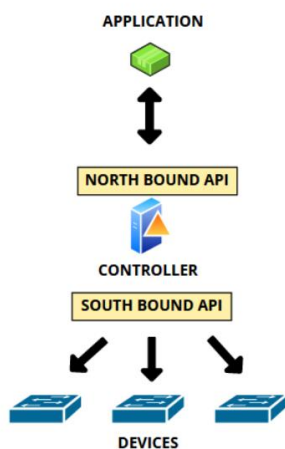 APPLICATION
NORTH BOUND API
CONTROLLER
SOUTH BOUND API
DEVICES